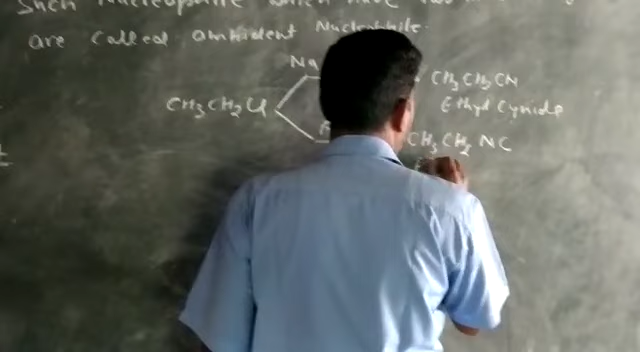 Such Nucleophile which have two
are Called ambident Nucleophile.
Na CH3CH2CN
CH3CH2Cl Ethyl Cynide
CH3CH2NC